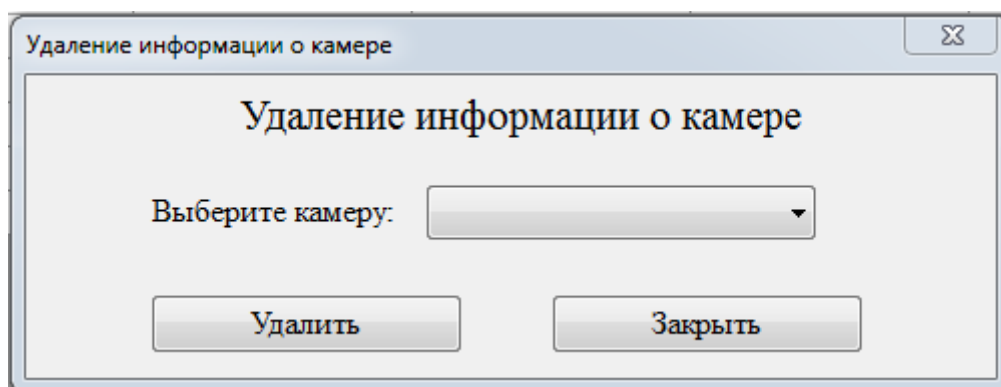 Удаление информации о камере
Удаление информации о камере
Выберите камеру:
Удалить Закрыть